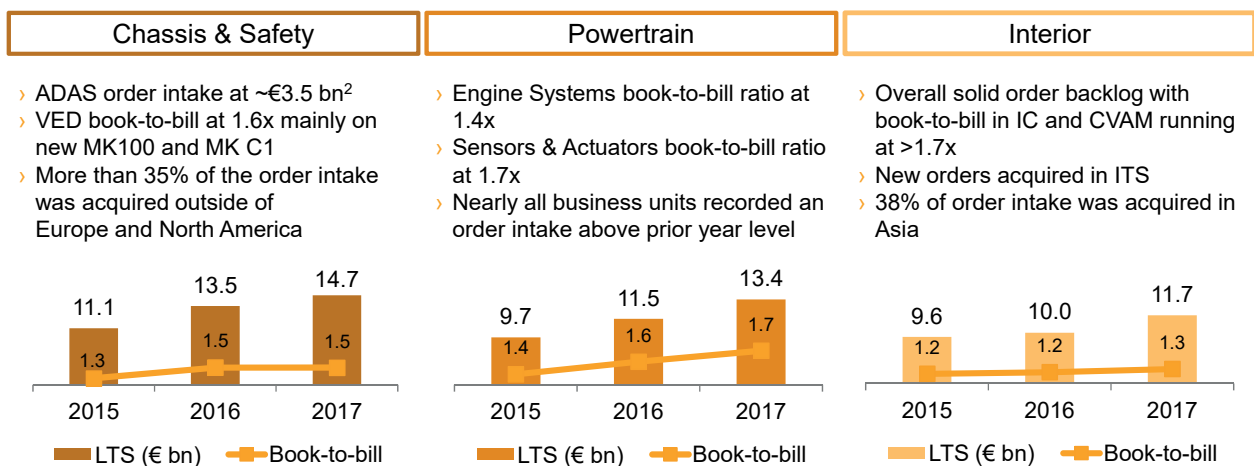 Chassis & Safety
› ADAS order intake at ~€3.5 bn²
› VED book-to-bill at 1.6x mainly on
new MK100 and MK C1
› More than 35% of the order intake
was acquired outside of
Europe and North America
11.1
13.5
14.7
1.3
1.5
1.5
2015
2016
2017
LTS (€ bn)
Book-to-bill
Powertrain
› Engine Systems book-to-bill ratio at
1.4x
› Sensors & Actuators book-to-bill ratio
at 1.7x
› Nearly all business units recorded an
order intake above prior year level
9.7
11.5
13.4
1.4
1.6
1.7
2015
2016
2017
LTS (€ bn)
Book-to-bill
Interior
› Overall solid order backlog with
book-to-bill in IC and CVAM running
at >1.7x
› New orders acquired in ITS
› 38% of order intake was acquired in
Asia
9.6
10.0
11.7
1.2
1.2
1.3
2015
2016
2017
LTS (€ bn)
Book-to-bill